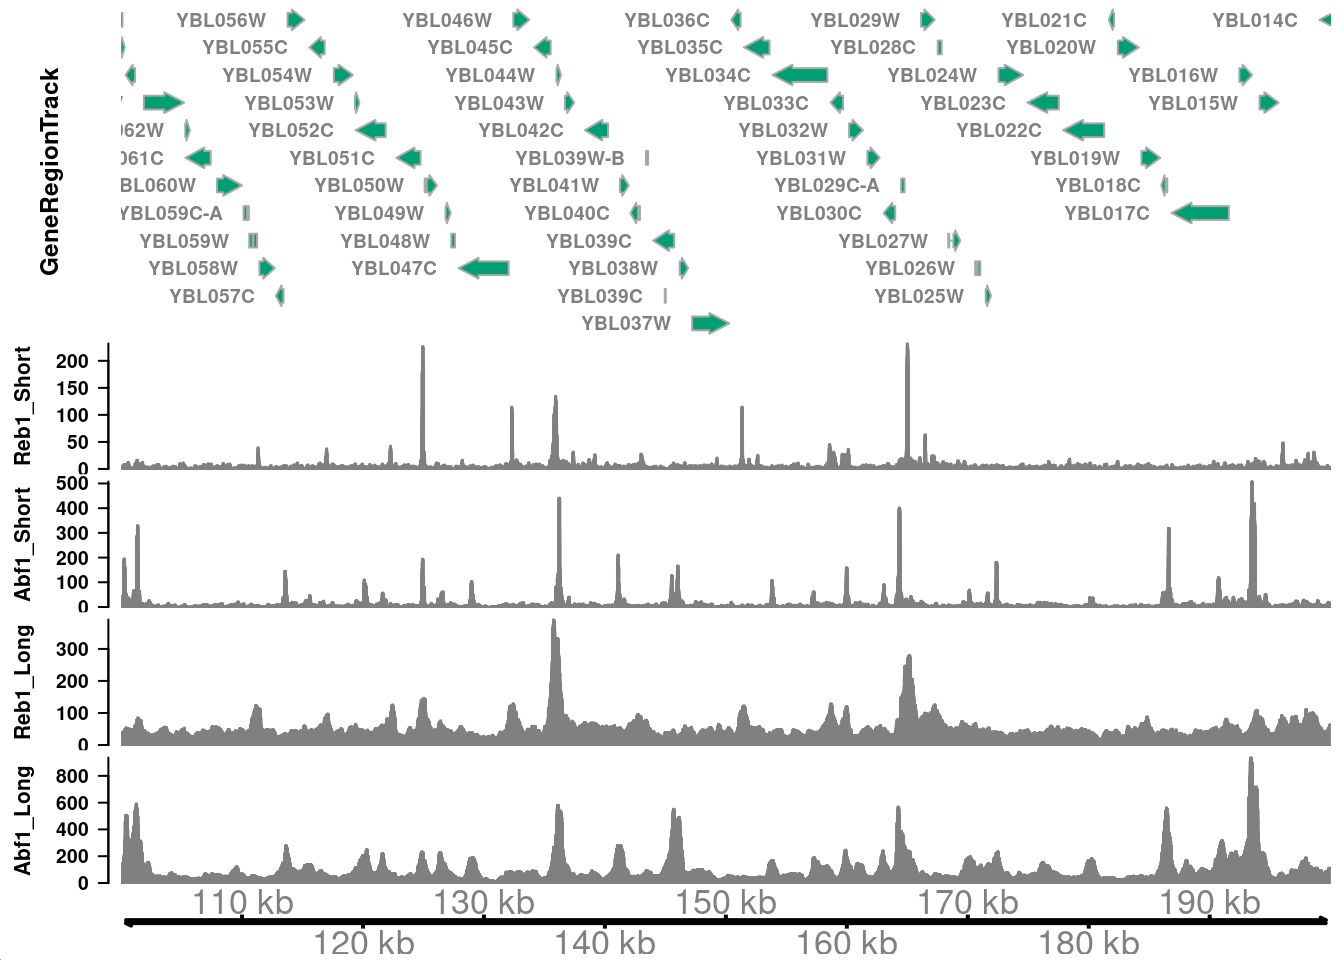 YBL056W YBL046W YBL036C YBL029W YBL021C YBL014C
YBL055C YBL045C YBL035C YBL028C YBL020W
YBL054W YBL044W YBL034C YBL024W YBL016W
YBL053W YBL043W YBL033C YBL023C YBL015W
062W YBL052C YBL042C YBL032W YBL022C
061C YBL051C YBL039W-B YBL031W YBL019W
BL060W YBL050W YBL041W YBL029C-A YBL018C
YBL059C-A YBL049W YBL040C YBL030C YBL017C
YBL059W YBL048W YBL039C YBL027W
YBL058W YBL047C YBL038W YBL026W
YBL057C YBL039C YBL025W
YBL037W
GeneRegionTrack
Reb1_Short
200
150
100
50
0
Abf1_Short
500
400
300
200
100
0
Reb1_Long
300
200
100
0
Abf1_Long
800
600
400
200
0
110 kb 130 kb 150 kb 170 kb 190 kb
120 kb 140 kb 160 kb 180 kb